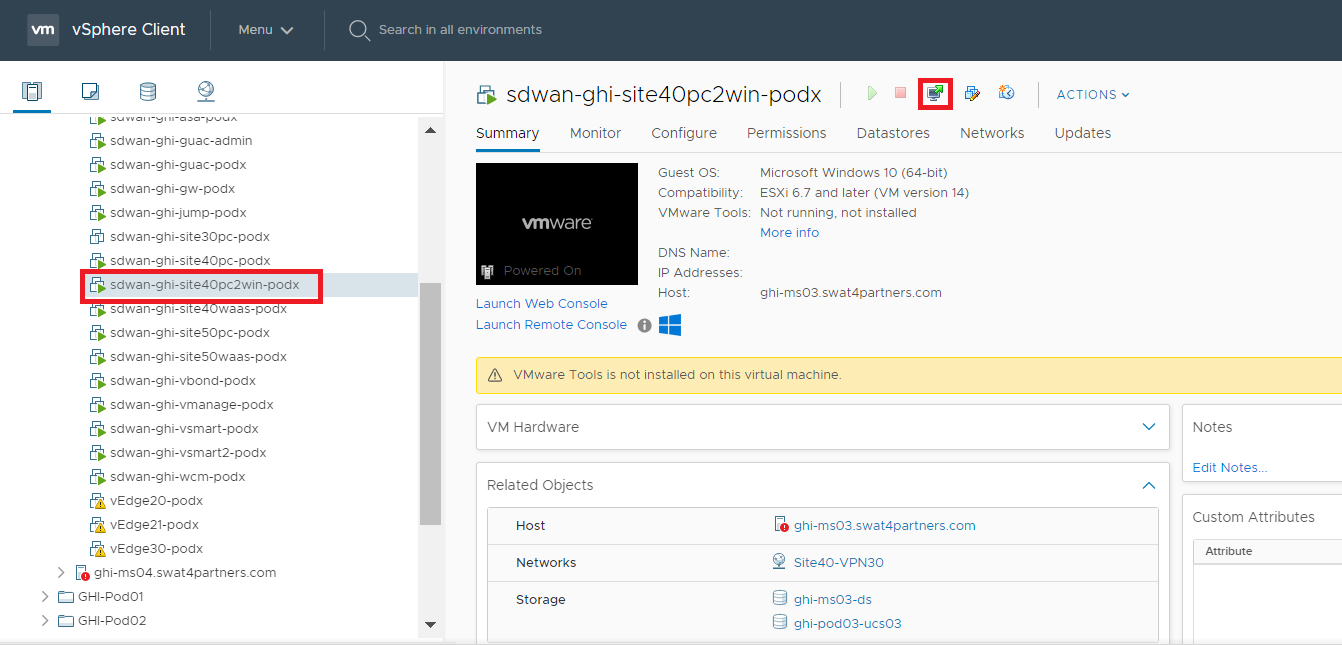 vm vSphere Client Menu Search in all environments
sdwan-ghi-asa-podx
sdwan-ghi-guac-admin
sdwan-ghi-guac-podx
sdwan-ghi-gw-podx
sdwan-ghi-jump-podx
sdwan-ghi-site30pc-podx
sdwan-ghi-site40pc-podx
sdwan-ghi-site40pc2win-podx
sdwan-ghi-site40waas-podx
sdwan-ghi-site50pc-podx
sdwan-ghi-site50waas-podx
sdwan-ghi-vbond-podx
sdwan-ghi-vmanage-podx
sdwan-ghi-vsmart-podx
sdwan-ghi-vsmart2-podx
sdwan-ghi-wcm-podx
vEdge20-podx
vEdge21-podx
vEdge30-podx
ghi-ms04.swat4partners.com
GHI-Pod01
GHI-Pod02
sdwan-ghi-site40pc2win-podx ACTIONS
Summary Monitor Configure Permissions Datastores Networks Updates
vmware
Powered On
Launch Web Console
Launch Remote Console
Guest OS: Microsoft Windows 10 (64-bit)
Compatibility: ESXi 6.7 and later (VM version 14)
VMware Tools: Not running, not installed
More info
DNS Name:
IP Addresses:
Host: ghi-ms03.swat4partners.com
VMware Tools is not installed on this virtual machine.
VM Hardware
Related Objects
Host ghi-ms03.swat4partners.com
Networks Site40-VPN30
Storage ghi-ms03-ds
ghi-pod03-ucs03
Notes
Edit Notes...
Custom Attributes
Attribute